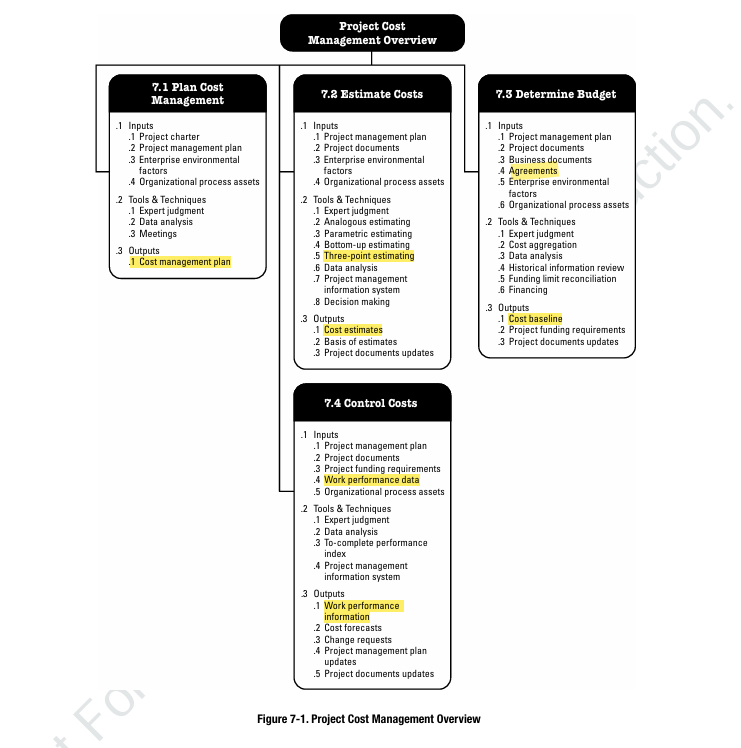 Project Cost
Management Overview
7.1 Plan Cost
Management
.1 Inputs
.1 Project charter
.2 Project management plan
.3 Enterprise environmental
factors
.4 Organizational process assets
.2 Tools & Techniques
.1 Expert judgment
.2 Data analysis
.3 Meetings
.3 Outputs
.1 Cost management plan
7.2 Estimate Costs
.1 Inputs
.1 Project management plan
.2 Project documents
.3 Enterprise environmental
factors
.4 Organizational process assets
.2 Tools & Techniques
.1 Expert judgment
.2 Analogous estimating
.3 Parametric estimating
.4 Bottom-up estimating
.5 Three-point estimating
.6 Data analysis
.7 Project management
information system
.8 Decision making
.3 Outputs
.1 Cost estimates
.2 Basis of estimates
.3 Project documents updates
7.3 Determine Budget
.1 Inputs
.1 Project management plan
.2 Project documents
.3 Business documents
.4 Agreements
.5 Enterprise environmental
factors
.6 Organizational process assets
.2 Tools & Techniques
.1 Expert judgment
.2 Cost aggregation
.3 Data analysis
.4 Historical information review
.5 Funding limit reconciliation
.6 Financing
.3 Outputs
.1 Cost baseline
.2 Project funding requirements
.3 Project documents updates
7.4 Control Costs
.1 Inputs
.1 Project management plan
.2 Project documents
.3 Project funding requirements
.4 Work performance data
.5 Organizational process assets
.2 Tools & Techniques
.1 Expert judgment
.2 Data analysis
.3 To-complete performance
index
.4 Project management
information system
.3 Outputs
.1 Work performance
information
.2 Cost forecasts
.3 Change requests
.4 Project management plan
updates
.5 Project documents updates
Figure 7-1. Project Cost Management Overview